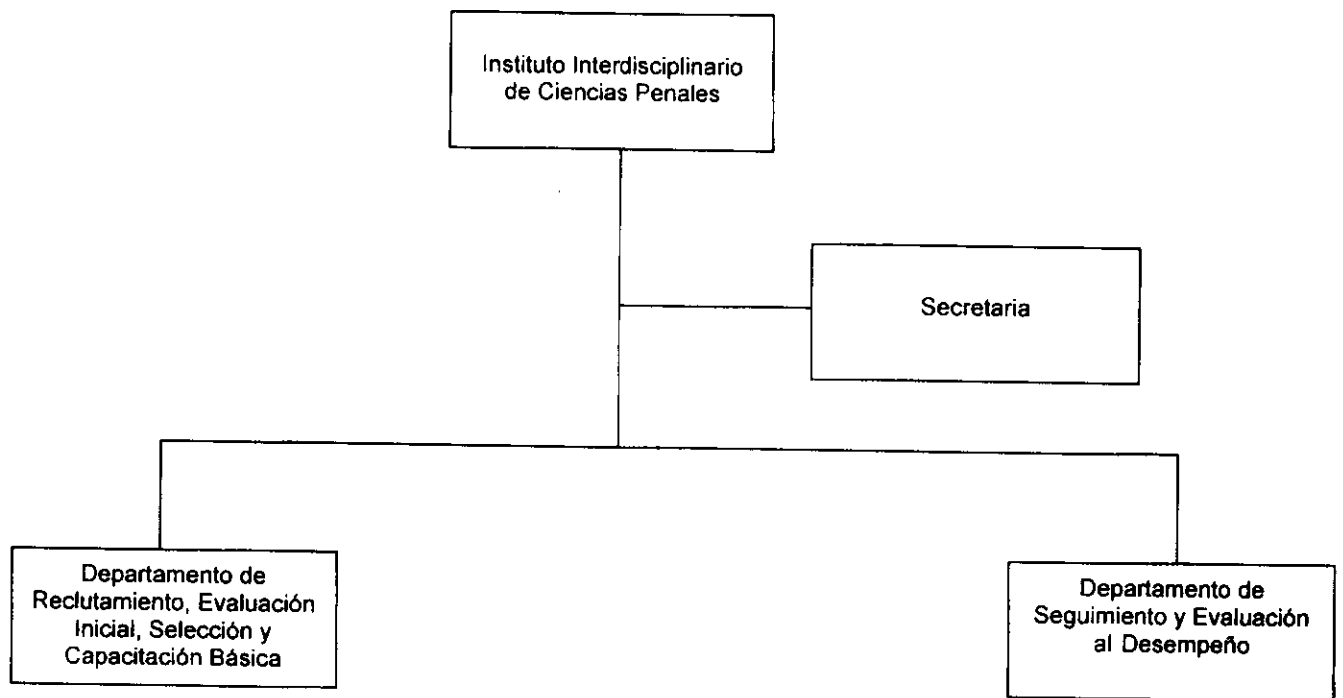 Instituto Interdisciplinario
de Ciencias Penales
Secretaria
Departamento de
Reclutamiento, Evaluación
Inicial, Selección y
Capacitación Básica
Departamento de
Seguimiento y Evaluación
al Desempeño